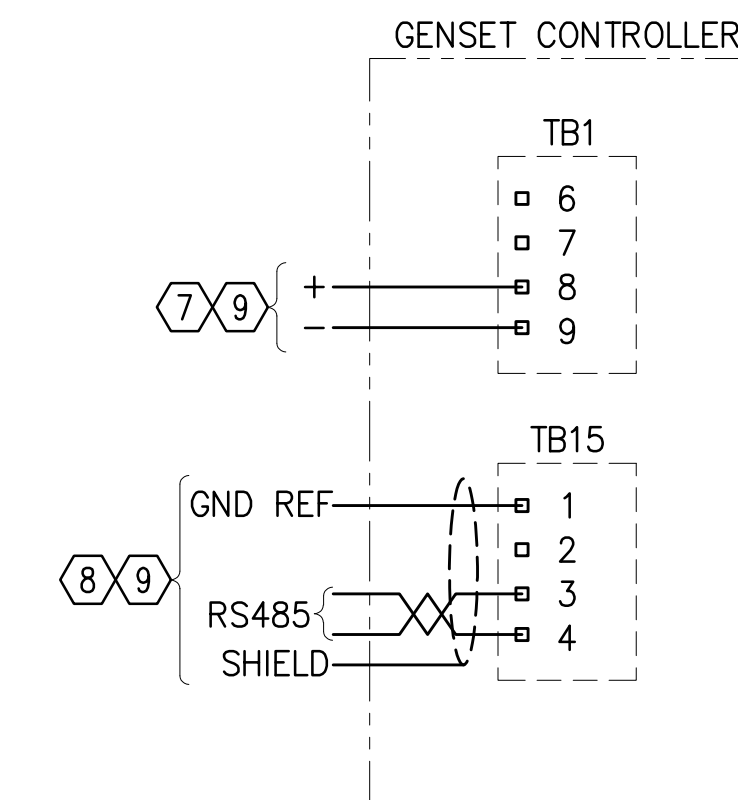 GENSET CONTROLLER
TB1
6
7
+ 8
7 9
− 9
TB15
GND REF 1
2
8 9
3
RS485
4
SHIELD